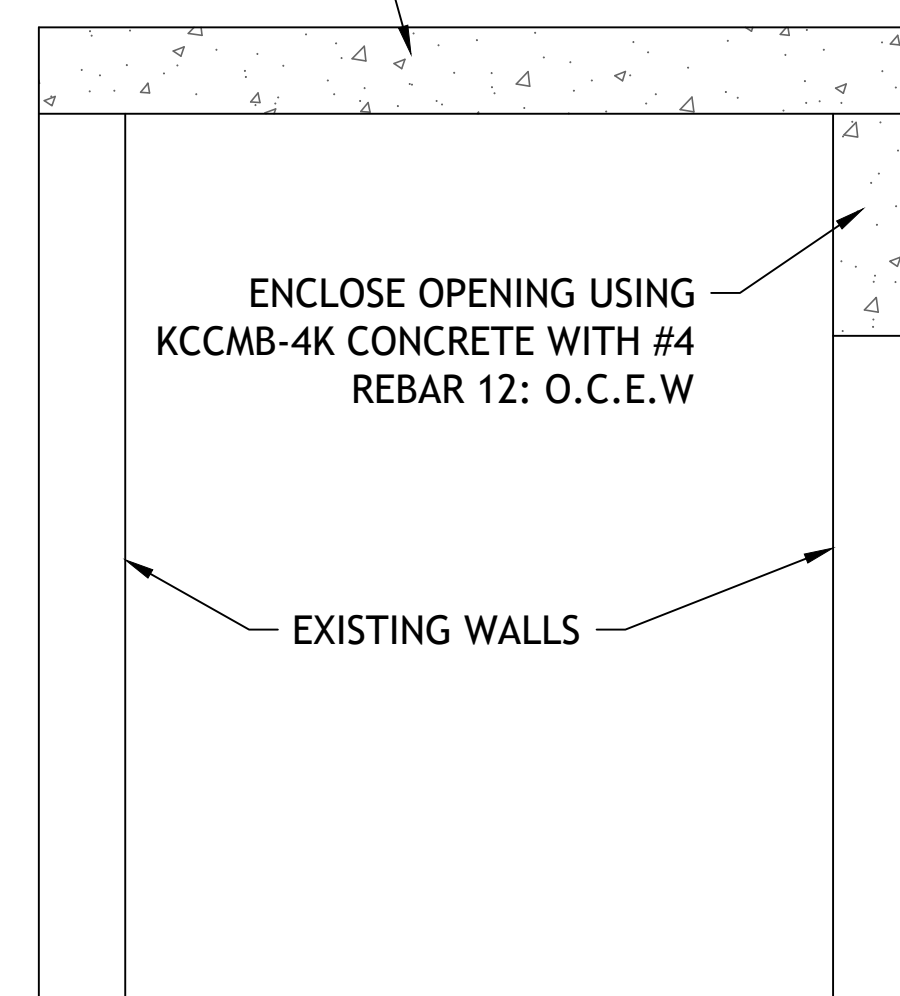 ENCLOSE OPENING USING
KCCMB-4K CONCRETE WITH #4
REBAR 12: O.C.E.W
EXISTING WALLS